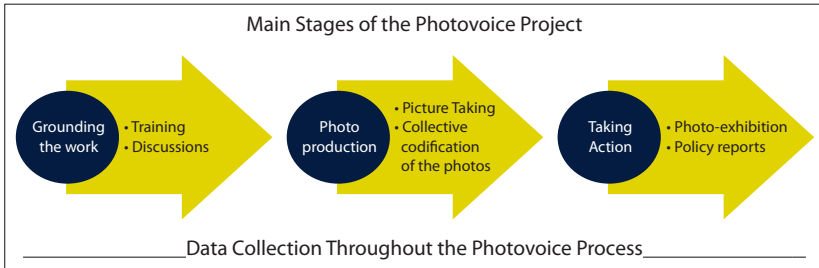 Main Stages of the Photovoice Project
Grounding
the work
• Training
• Discussions
Photo
production
• Picture Taking
• Collective
codification
of the photos
Taking
Action
• Photo-exhibition
• Policy reports
Data Collection Throughout the Photovoice Process